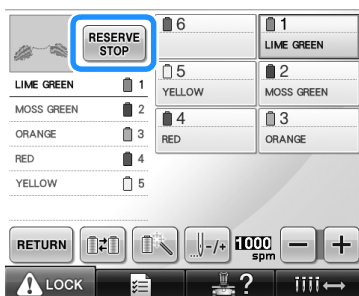 RESERVE
STOP
LIME GREEN 1
MOSS GREEN 2
ORANGE 3
RED 4
YELLOW 5
6
1
LIME GREEN
5
YELLOW
2
MOSS GREEN
4
RED
3
ORANGE
RETURN
-/+
1000
spm
− +
LOCK
?